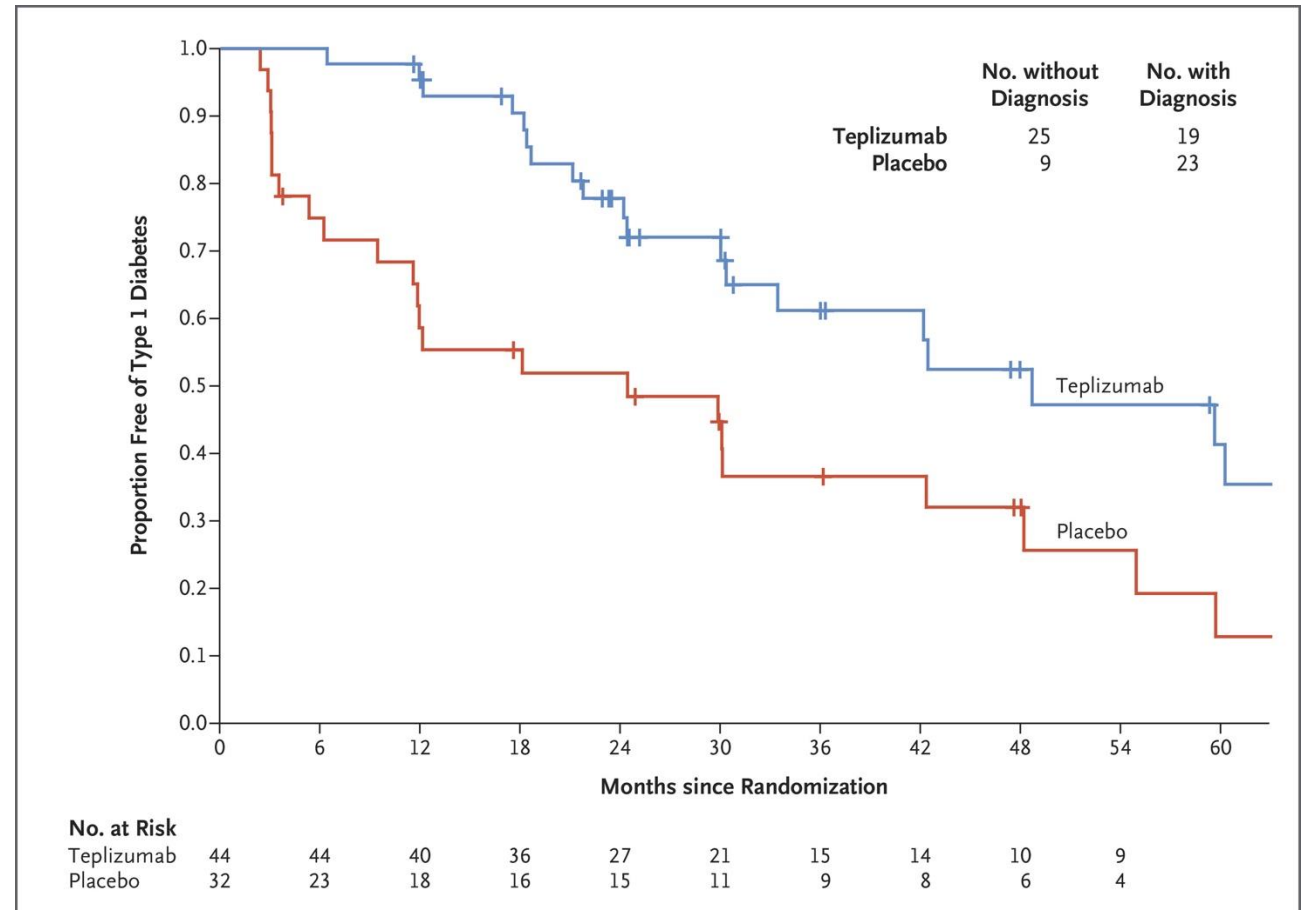 No. without Diagnosis
No. with Diagnosis
Teplizumab 25 19
Placebo 9 23
Proportion Free of Type 1 Diabetes
1.0
0.9
0.8
0.7
0.6
0.5
0.4
0.3
0.2
0.1
0.0
Teplizumab
Placebo
0 6 12 18 24 30 36 42 48 54 60
Months since Randomization
No. at Risk
Teplizumab 44 44 40 36 27 21 15 14 10 9
Placebo 32 23 18 16 15 11 9 8 6 4